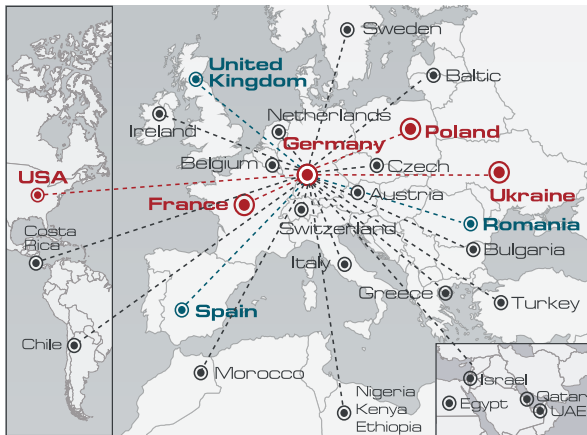 Sweden
United
Kingdom
Baltic
Ireland
Netherlands
Germany
Poland
Belgium
Czech
USA
Ukraine
Austria
France
Switzerland
Romania
Costa
Rica
Bulgaria
Italy
Greece
Turkey
Spain
Chile
Morocco
Israel
Nigeria
Kenya
Ethiopia
Egypt
Qatar
UAE